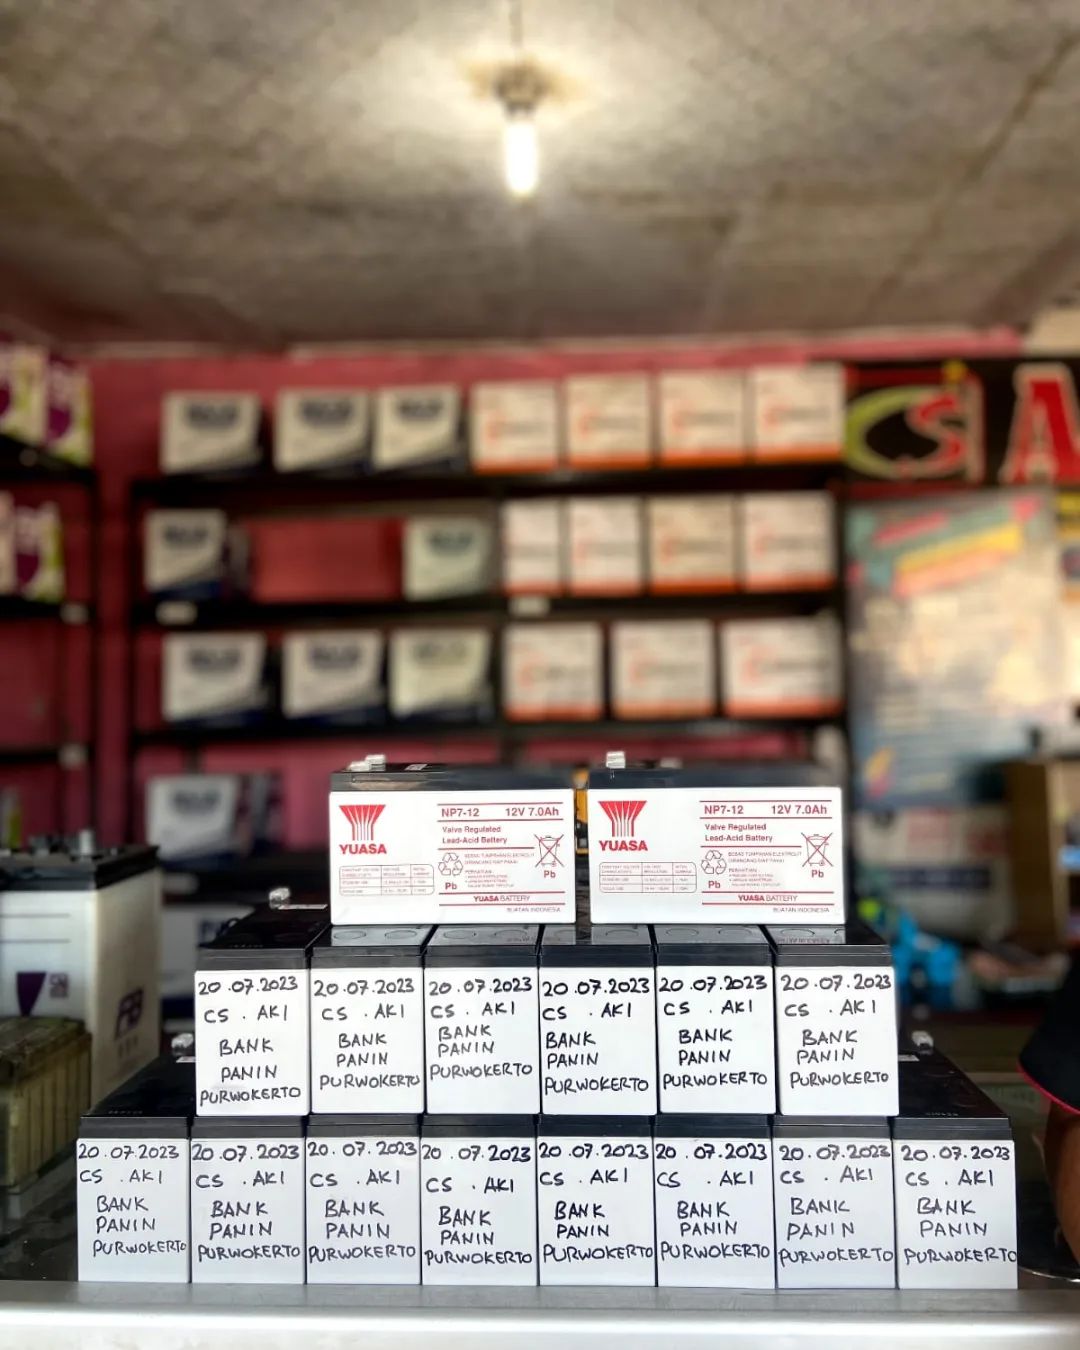 CS A
NP7-12 12V 7.0Ah
YUASA
Valve Regulated
Lead-Acid Battery
Pb
Pb
YUASA BATTERY
BUATAN INDONESIA
NP7-12 12V 7.0Ah
YUASA
Valve Regulated
Lead-Acid Battery
Pb
Pb
YUASA BATTERY
BUATAN INDONESIA
20.07.2023
CS . AKI
BANK
PANIN
PURWOKERTO
20.07.2023
CS . AKI
BANK
PANIN
PURWOKERTO
20.07.2023
CS . AKI
BANK
PANIN
PURWOKERTO
20.07.2023
CS . AKI
BANK
PANIN
PURWOKERTO
20.07.2023
CS . AKI
BANK
PANIN
PURWOKERTO
20.07.2023
CS . AKI
BANK
PANIN
PURWOKERTO
20.07.2023
CS . AKI
BANK
PANIN
PURWOKERTO
20.07.2023
CS . AKI
BANK
PANIN
PURWOKERTO
20.07.2023
CS . AKI
BANK
PANIN
PURWOKERTO
20.07.2023
CS . AKI
BANK
PANIN
PURWOKERTO
20.07.2023
CS . AKI
BANK
PANIN
PURWOKERTO
20.07.2023
CS . AKI
BANK
PANIN
PURWOKERTO
20.07.2023
CS . AKI
BANK
PANIN
PURWOKERTO
20.07.2023
CS . AKI
BANK
PANIN
PURWOKERTO